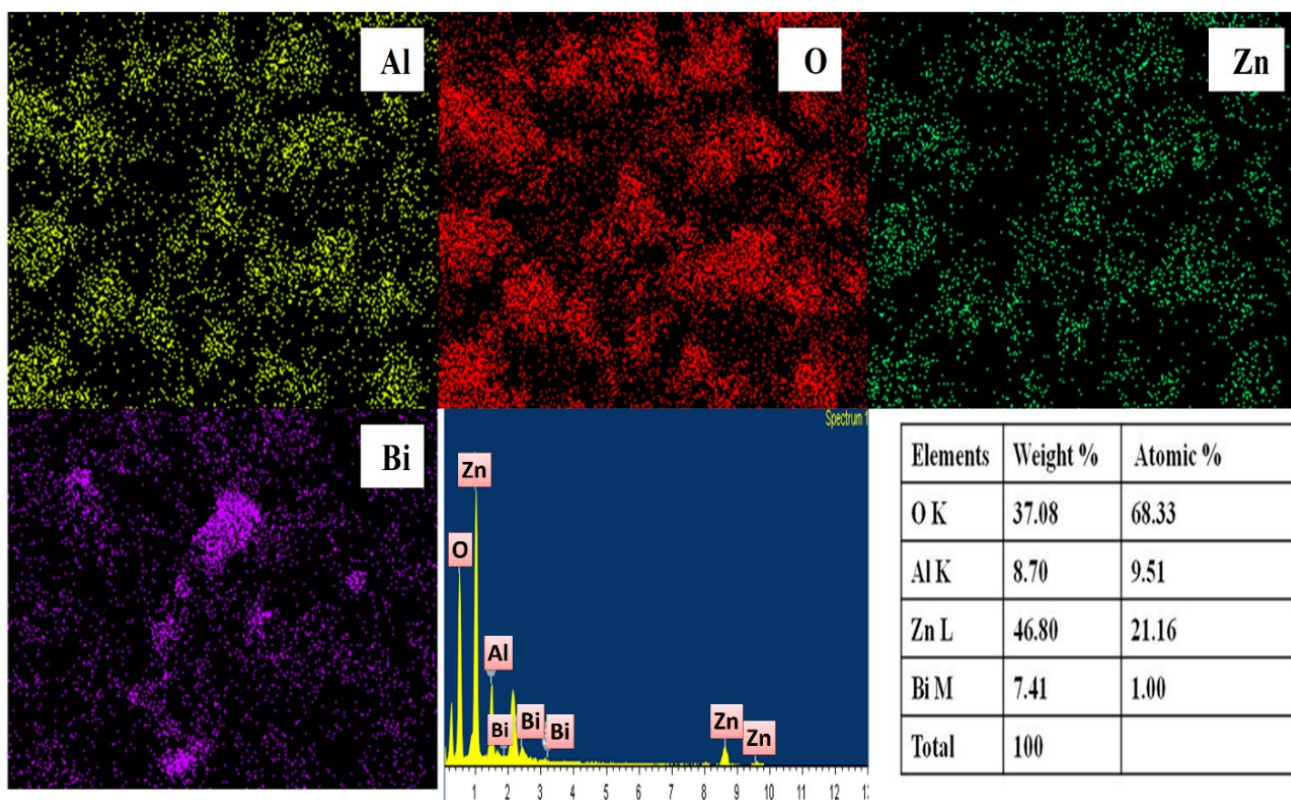 Al
O
Zn
Bi
Spectrum 1
Zn
O
Al
Bi
Bi
Bi
Zn
Zn
1 2 3 4 5 6 7 8 9 10 11 12 13
Elements Weight % Atomic %
O K 37.08 68.33
Al K 8.70 9.51
Zn L 46.80 21.16
Bi M 7.41 1.00
Total 100